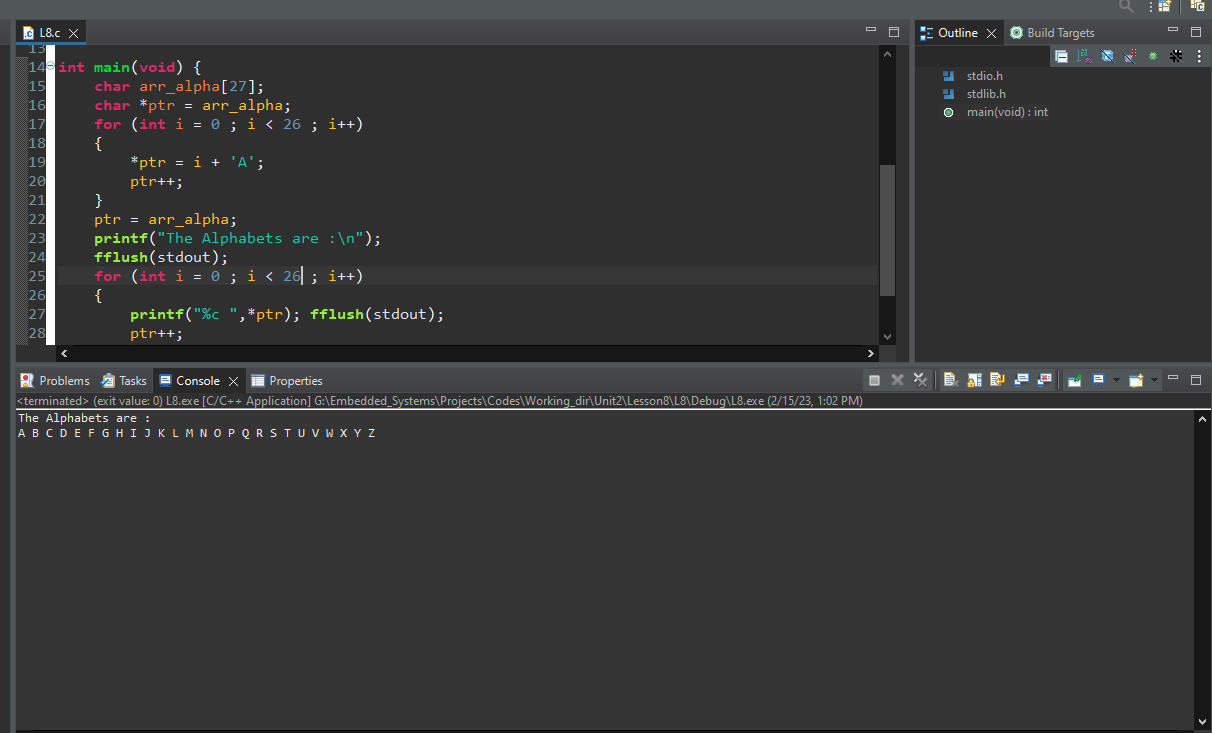 L8.c
Outline
Build Targets
13
14 int main(void) {
15 char arr_alpha[27];
16 char *ptr = arr_alpha;
17 for (int i = 0 ; i < 26 ; i++)
18 {
19 *ptr = i + 'A';
20 ptr++;
21 }
22 ptr = arr_alpha;
23 printf("The Alphabets are :\n");
24 fflush(stdout);
25 for (int i = 0 ; i < 26 ; i++)
26 {
27 printf("%c ",*ptr); fflush(stdout);
28 ptr++;
stdio.h
stdlib.h
main(void) : int
Problems
Tasks
Console
Properties
<terminated> (exit value: 0) L8.exe [C/C++ Application] G:\Embedded_Systems\Projects\Codes\Working_dir\Unit2\Lesson8\L8\Debug\L8.exe (2/15/23, 1:02 PM)
The Alphabets are :
A B C D E F G H I J K L M N O P Q R S T U V W X Y Z